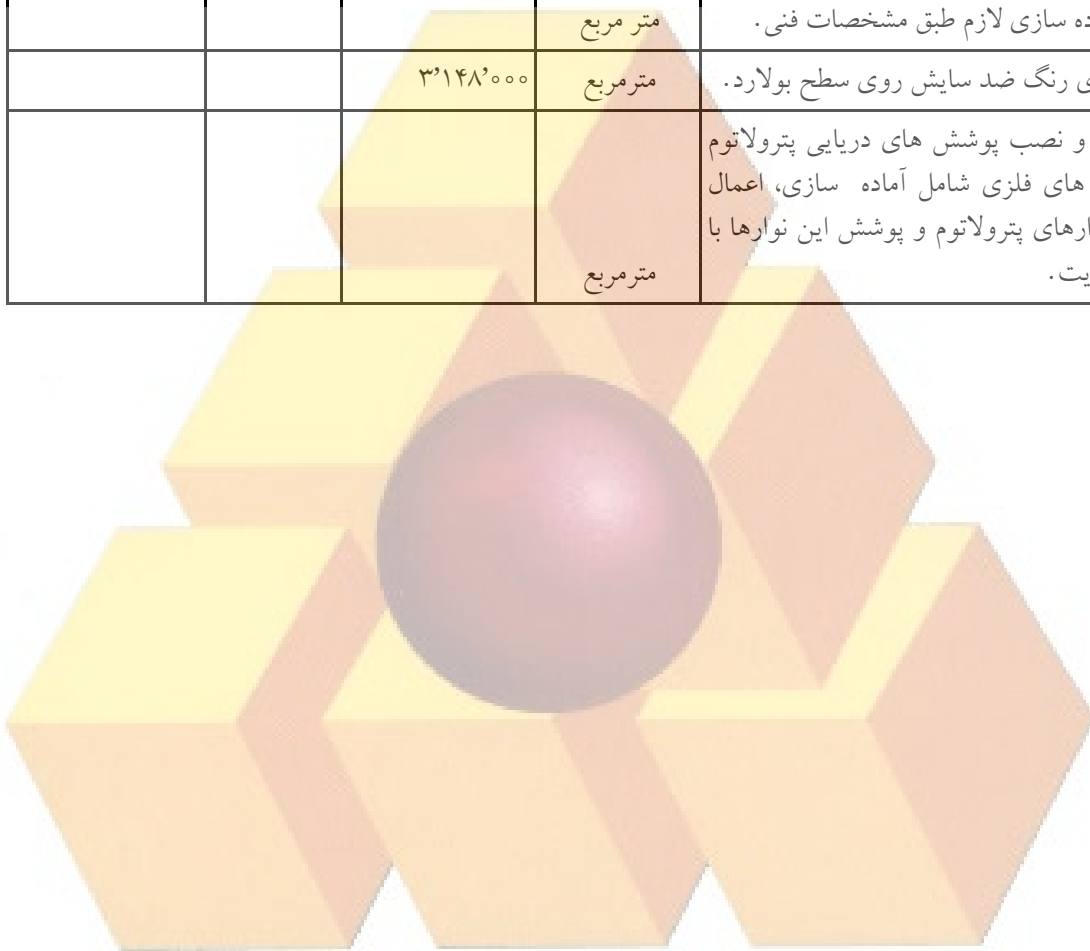 ده سازی لازم طبق مشخصات فنی. متر مربع
ی رنگ ضد سایش روی سطح بولارد. مترمربع ۳٬۱۴۸٬۰۰۰
و نصب پوشش های دریایی پترولاتوم
های فلزی شامل آماده سازی، اعمال
ارهای پترولاتوم و پوشش این نوارها با
یت. مترمربع